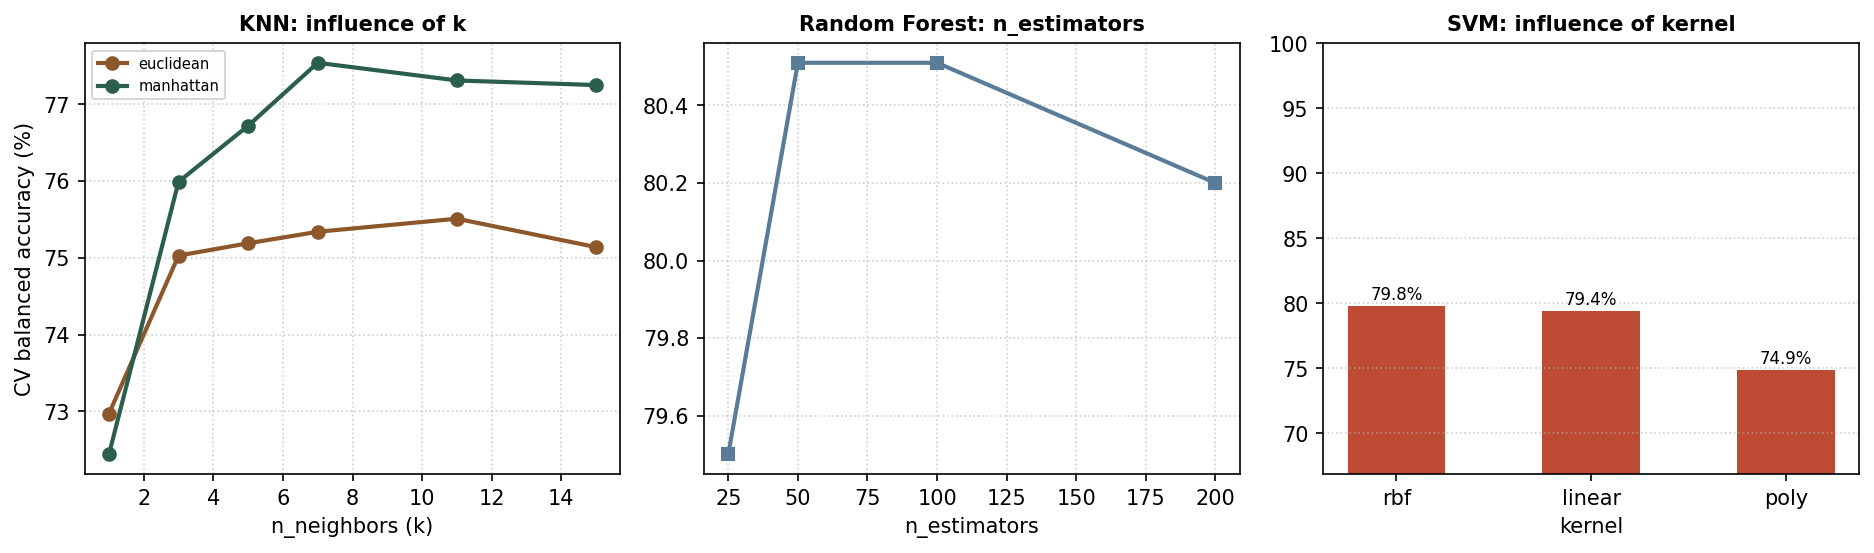 KNN: influence of k
euclidean
manhattan
CV balanced accuracy (%)
77
76
75
74
73
2 4 6 8 10 12 14
n_neighbors (k)
Random Forest: n_estimators
80.4
80.2
80.0
79.8
79.6
25 50 75 100 125 150 175 200
n_estimators
SVM: influence of kernel
100
95
90
85
80
75
70
79.8%
79.4%
74.9%
rbf linear poly
kernel